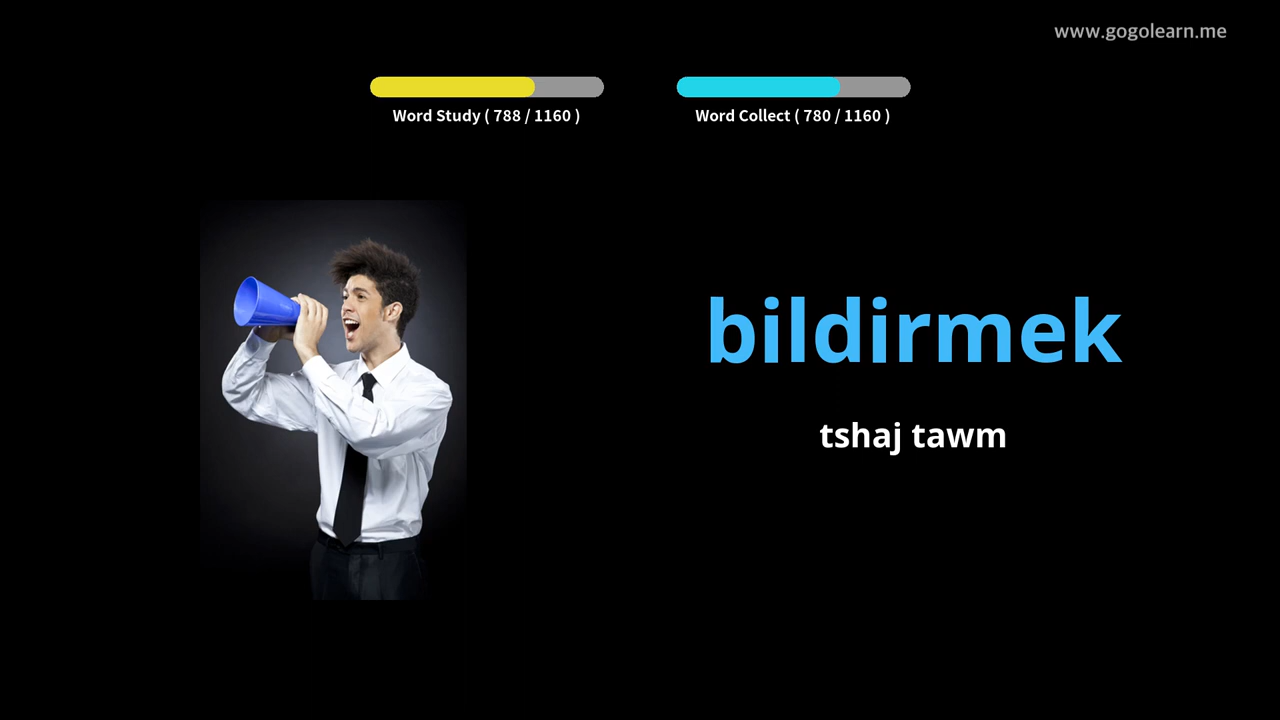 www.gogolearn.me
Word Study ( 788 / 1160 )
Word Collect ( 780 / 1160 )
bildirmek
tshaj tawm